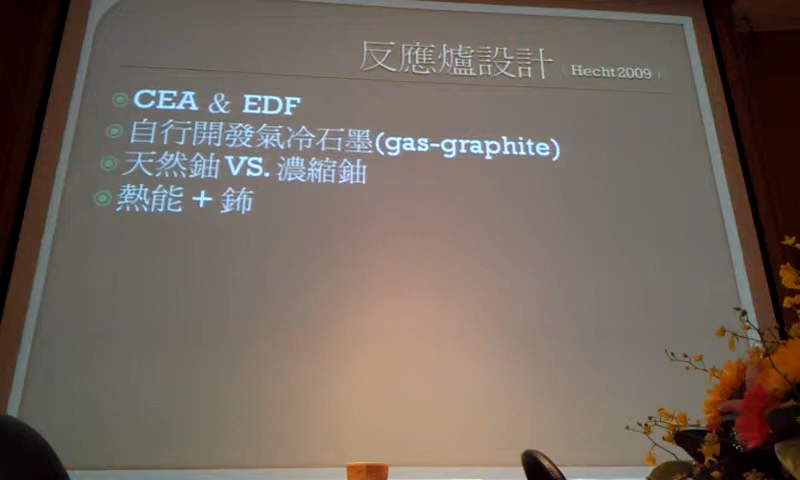 反應爐設計（Hecht 2009）
CEA & EDF
自行開發氣冷石墨(gas-graphite)
天然鈾 VS. 濃縮鈾
熱能 + 鈽